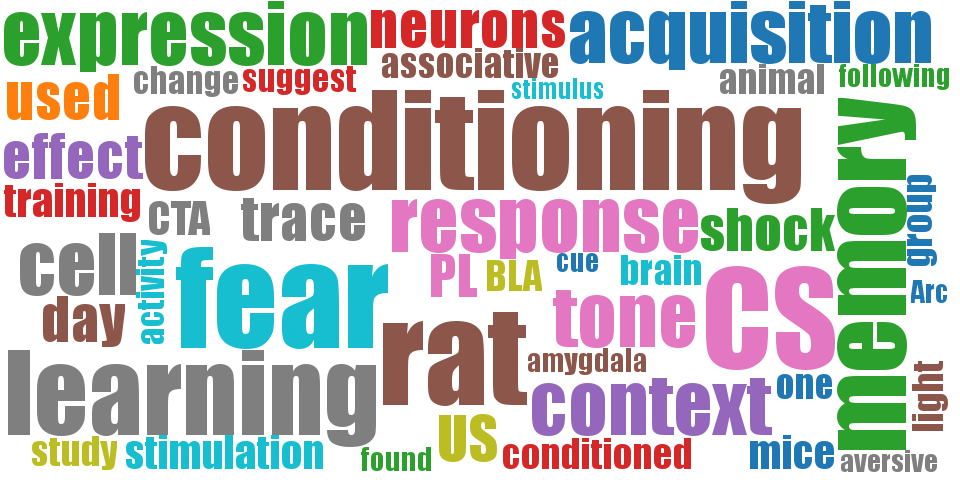 expression
neurons
acquisition
associative
change
suggest
stimulus
animal
following
used
conditioning
memory
effect
training
CTA
trace
response
shock
group
cell
activity
fear
PL
BLA
cue
brain
CS
Arc
day
tone
rat
learning
amygdala
context
one
light
us
study
stimulation
found
conditioned
mice
aversive